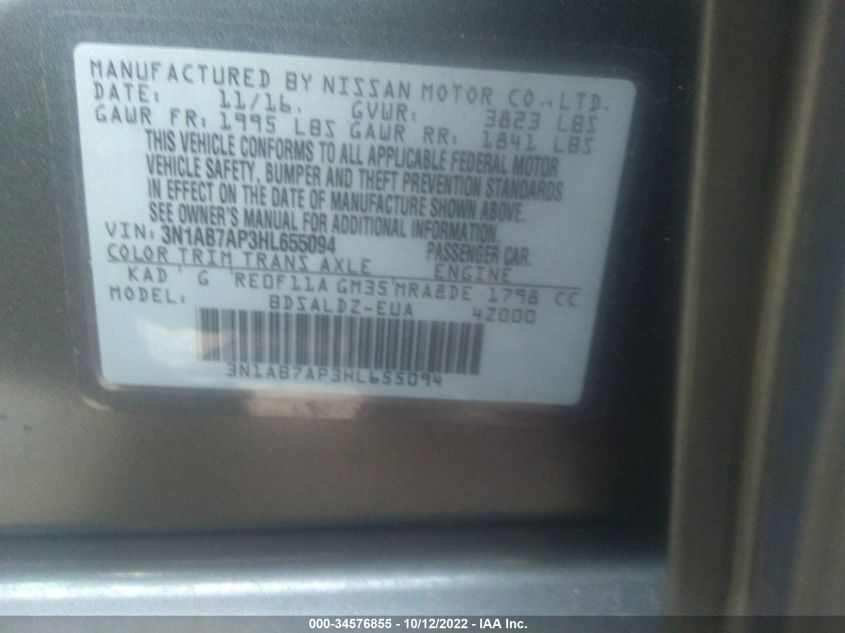 MANUFACTURED BY NISSAN MOTOR CO., LTD.
DATE: 11/16. GVWR: 3823 LBS
GAWR FR: 1995 LBS GAWR RR: 1841 LBS
THIS VEHICLE CONFORMS TO ALL APPLICABLE FEDERAL MOTOR
VEHICLE SAFETY, BUMPER AND THEFT PREVENTION STANDARDS
IN EFFECT ON THE DATE OF MANUFACTURE SHOWN ABOVE.
SEE OWNER'S MANUAL FOR ADDITIONAL INFORMATION.
VIN: 3N1AB7AP3HL655094 PASSENGER CAR.
COLOR TRIM TRANS AXLE ENGINE
KAD G RE0F11A GM35 MRA8DE 1798 CC
MODEL: BDSALDZ-EUA 4Z000
3N1AB7AP3HL655094
000-34576855 - 10/12/2022 - IAA Inc.